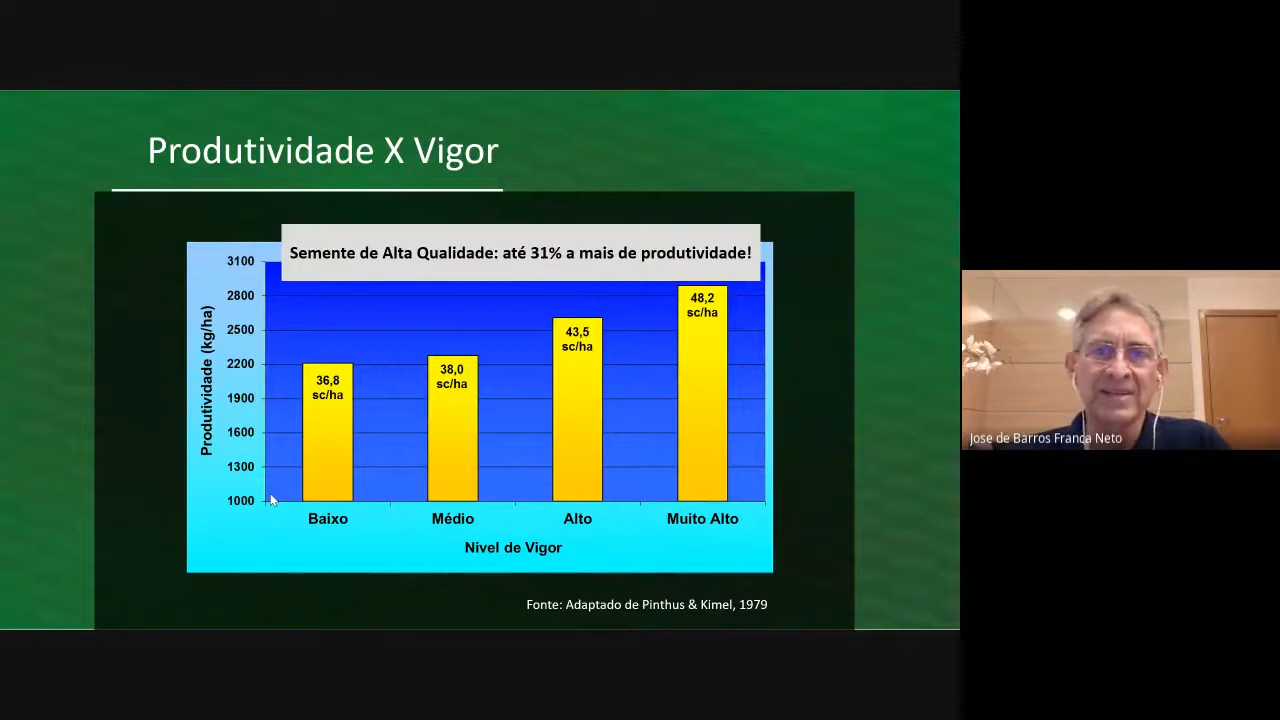 Produtividade X Vigor
Semente de Alta Qualidade: até 31% a mais de produtividade!
Produtividade (kg/ha)
3100
2800
2500
2200
1900
1600
1300
1000
36,8
sc/ha
38,0
sc/ha
43,5
sc/ha
48,2
sc/ha
Baixo
Médio
Alto
Muito Alto
Nivel de Vigor
Fonte: Adaptado de Pinthus & Kimel, 1979
Jose de Barros Franca Neto